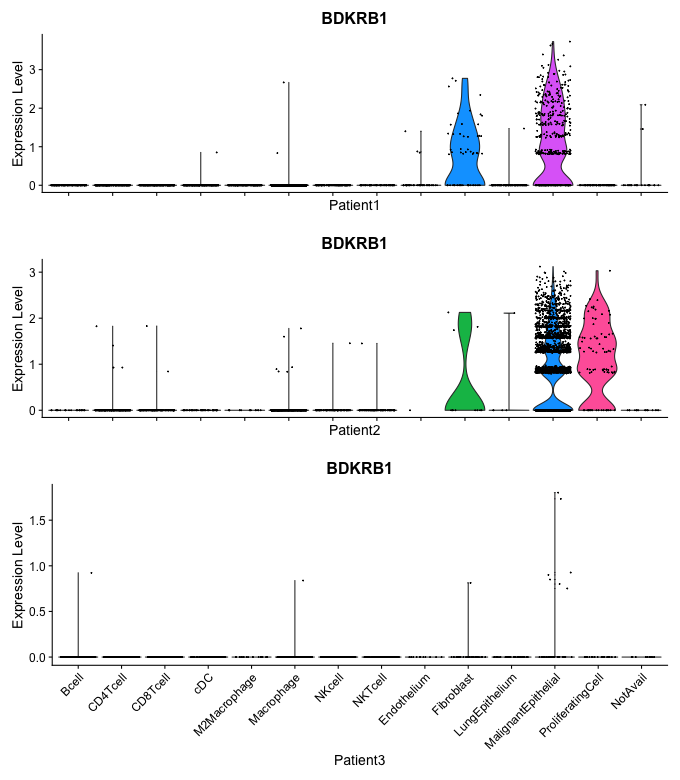 BDKRB1
Expression Level
3
2
1
0
Patient1
BDKRB1
Expression Level
3
2
1
0
Patient2
BDKRB1
Expression Level
1.5
1.0
0.5
0.0
Bcell
CD4Tcell
CD8Tcell
cDC
M2Macrophage
Macrophage
NKcell
NKTcell
Endothelium
Fibroblast
LungEpithelium
MalignantEpithelial
ProliferatingCell
NotAvail
Patient3